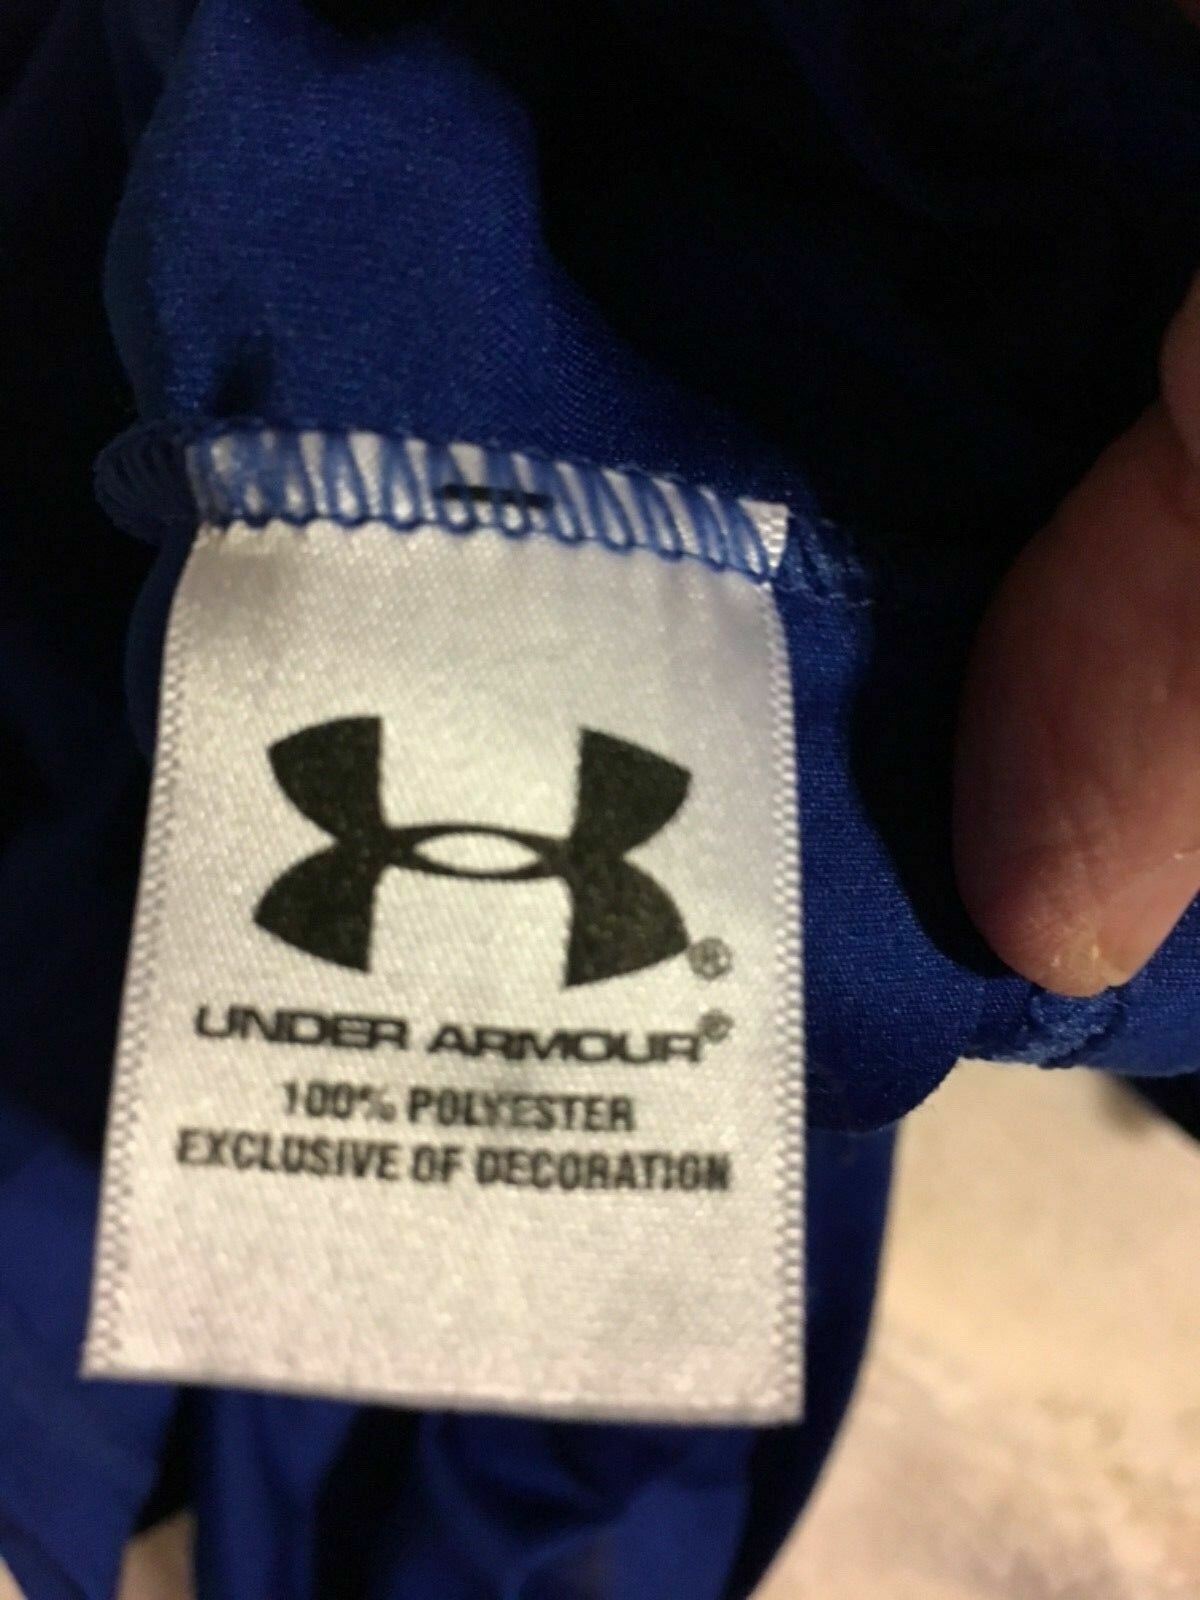 ®
UNDER ARMOUR®
100% POLYESTER
EXCLUSIVE OF DECORATION